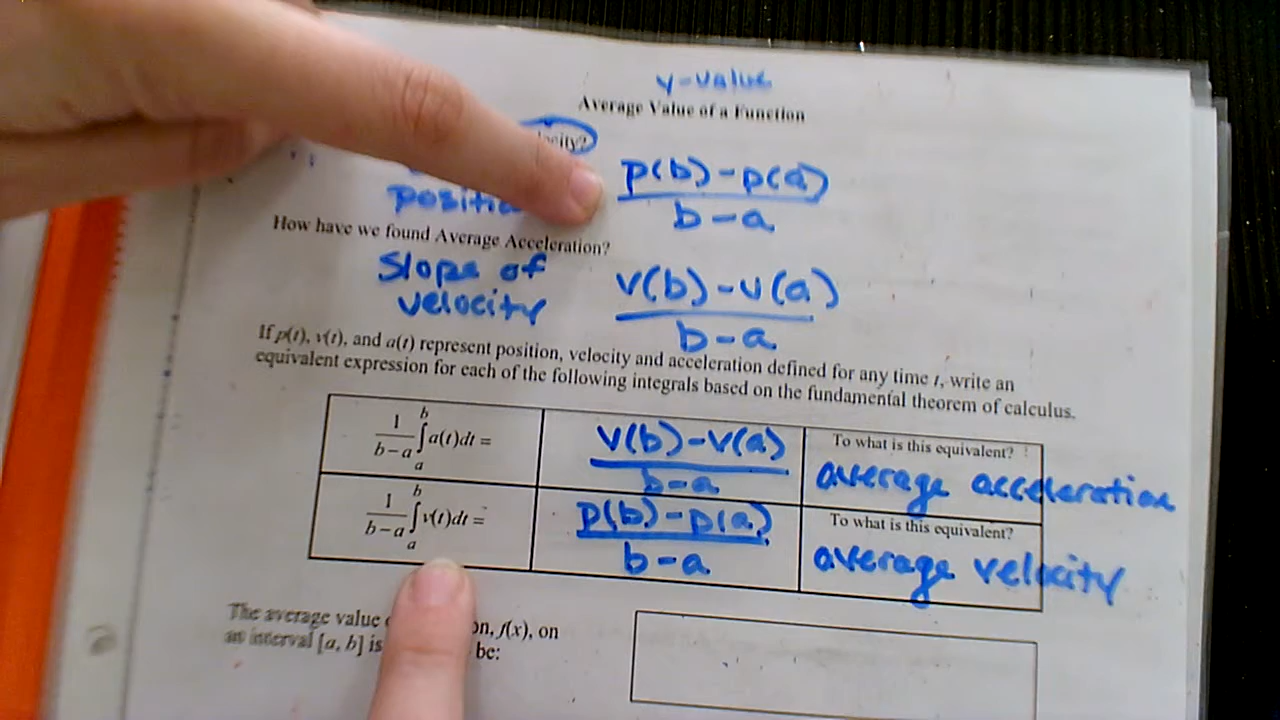 y-value
Average Value of a Function
p(b)-p(a)
b-a
How have we found Average Acceleration?
Slope of
velocity
v(b)-v(a)
b-a
If p(t), v(t), and a(t) represent position, velocity and acceleration defined for any time t, write an
equivalent expression for each of the following integrals based on the fundamental theorem of calculus.
1/(b-a) ∫_a^b a(t)dt =
v(b)-v(a)
b-a
To what is this equivalent?
average acceleration
1/(b-a) ∫_a^b v(t)dt =
p(b)-p(a)
b-a
To what is this equivalent?
average velocity
The average value on, f(x), on
an interval [a, b] is be: